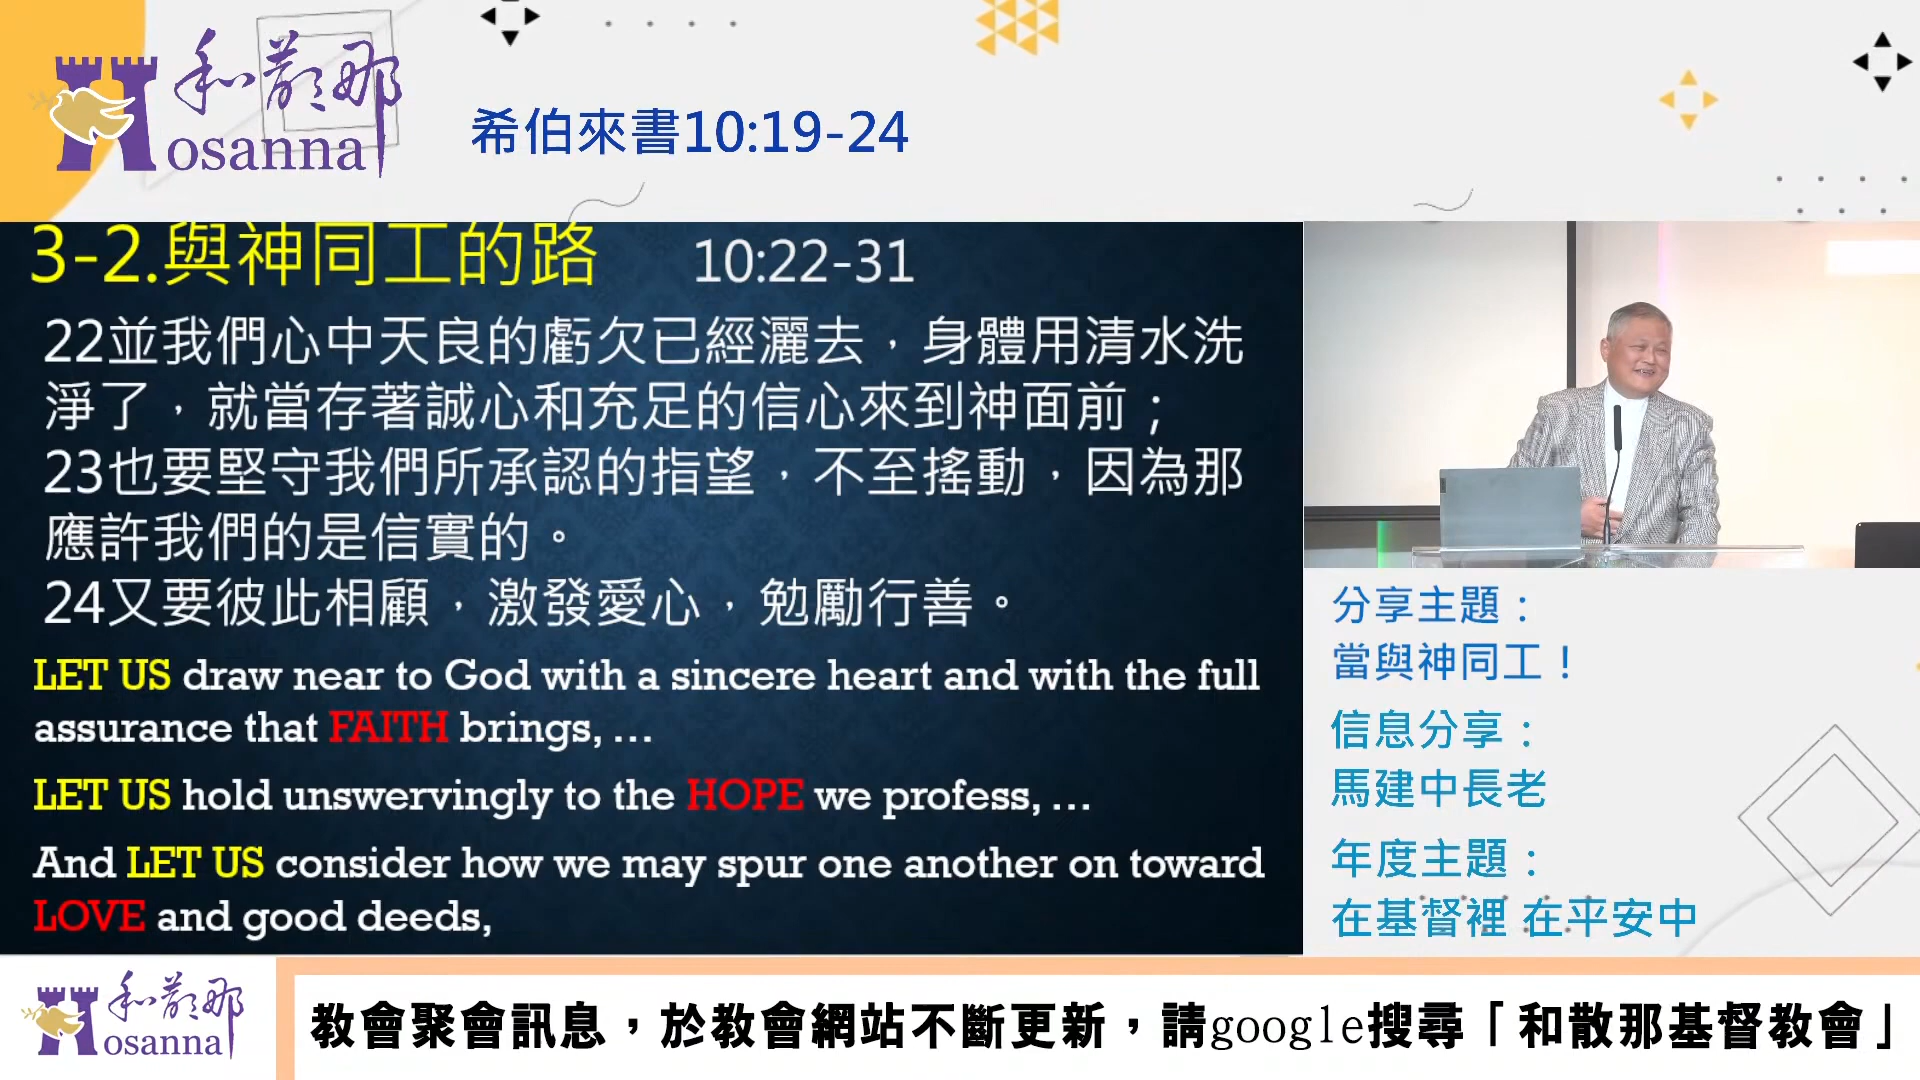 和散那
Hosanna
希伯來書10:19-24
3-2.與神同工的路 10:22-31
22並我們心中天良的虧欠已經灑去，身體用清水洗
淨了，就當存著誠心和充足的信心來到神面前；
23也要堅守我們所承認的指望，不至搖動，因為那
應許我們的是信實的。
24又要彼此相顧，激發愛心，勉勵行善。
LET US draw near to God with a sincere heart and with the full
assurance that FAITH brings, …
LET US hold unswervingly to the HOPE we profess, …
And LET US consider how we may spur one another on toward
LOVE and good deeds,
分享主題：
當與神同工！
信息分享：
馬建中長老
年度主題：
在基督裡 在平安中
和散那
Hosanna
教會聚會訊息，於教會網站不斷更新，請google搜尋「和散那基督教會」